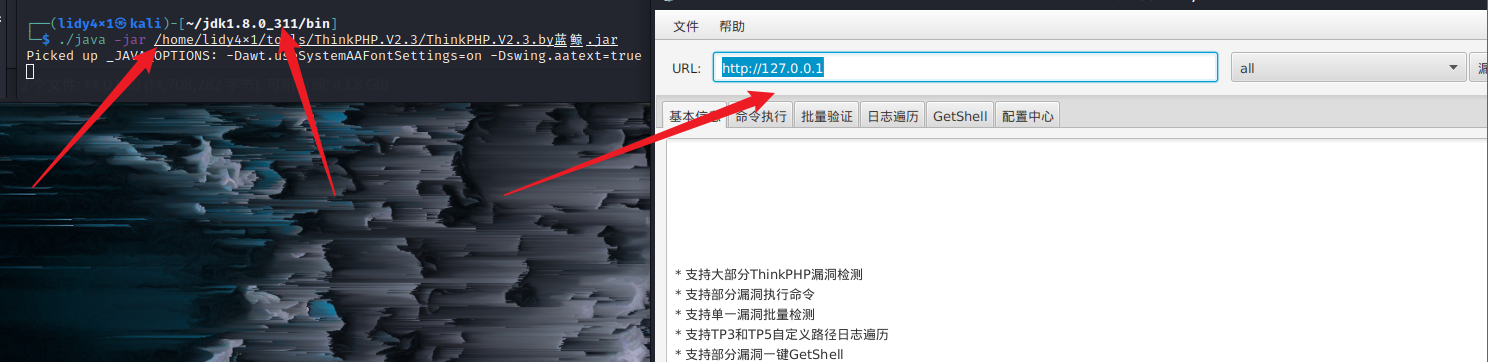 ┌──(lidy4x1㉿kali)-[~/jdk1.8.0_311/bin]
└─$ ./java -jar /home/lidy4x1/tools/ThinkPHP.V2.3/ThinkPHP.V2.3.by蓝鲸.jar
Picked up _JAVA_OPTIONS: -Dawt.useSystemAAFontSettings=on -Dswing.aatext=true
文件 帮助
URL: http://127.0.0.1 all 漏
基本信息 命令执行 批量验证 日志遍历 GetShell 配置中心
* 支持大部分ThinkPHP漏洞检测
* 支持部分漏洞执行命令
* 支持单一漏洞批量检测
* 支持TP3和TP5自定义路径日志遍历
* 支持部分漏洞一键GetShell